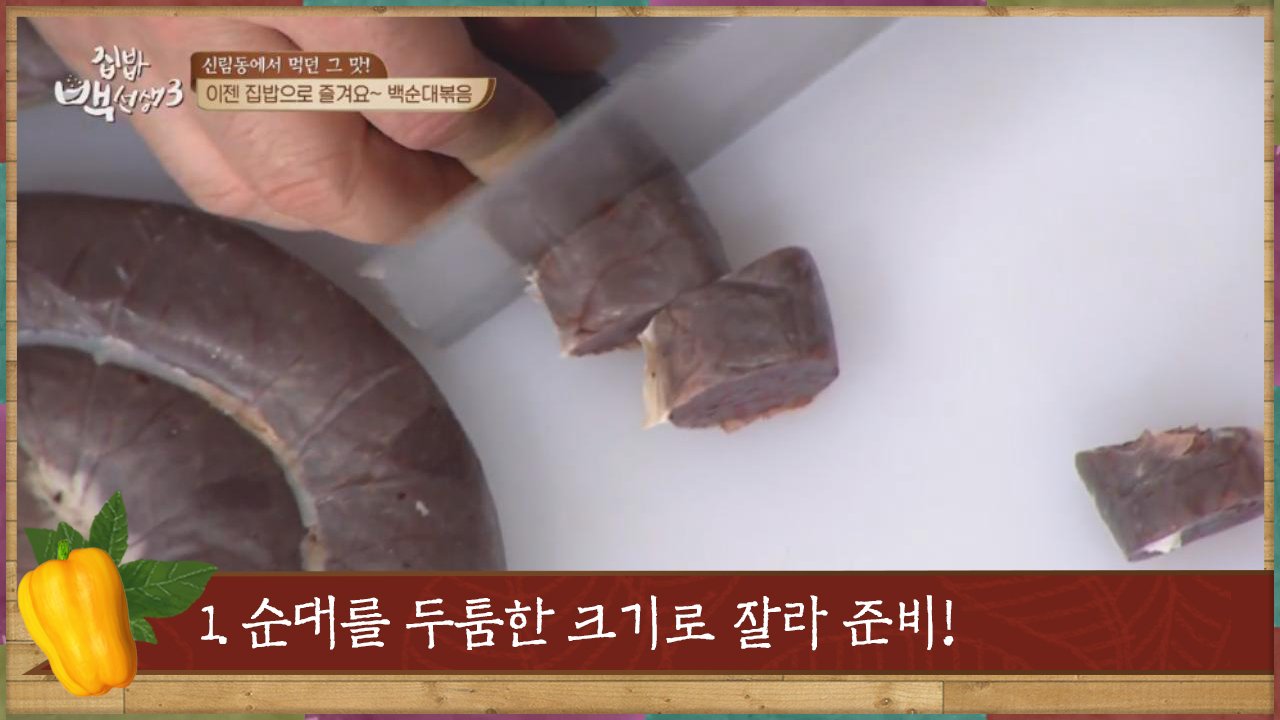 집밥
백선생3
신림동에서 먹던 그 맛!
이젠 집밥으로 즐겨요~ 백순대볶음
1. 순대를 두툼한 크기로 잘라 준비!